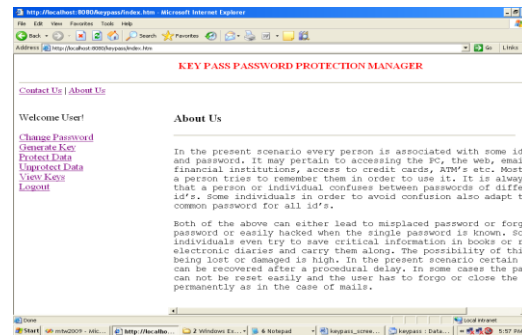 http://localhost:8080/keypass/index.htm - Microsoft Internet Explorer
File Edit View Favorites Tools Help
Back Search Favorites
Address http://localhost:8080/keypass/index.htm Go Links
KEY PASS PASSWORD PROTECTION MANAGER
Contact Us | About Us
Welcome User!
About Us
Change Password
Generate Key
Protect Data
Unprotect Data
View Keys
Logout
In the present scenario every person is associated with some id
and password. It may pertain to accessing the PC, the web, emai
financial institutions, access to credit cards, ATM's etc. Most
a person tries to remember them in order to use it. It is alway
that a person or individual confuses between passwords of diffe
id's. Some individuals in order to avoid confusion also adapt t
common password for all id's.
Both of the above can either lead to misplaced password or forg
password or easily hacked when the single password is known. So
individuals even try to save critical information in books or
electronic diaries and carry them along. The possibility of thi
being lost or damaged is high. In the present scenario certain
can be recovered after a procedural delay. In some cases the pa
can not be reset easily and the user has to forgo or close the
permanently as in the case of mails.
Done Local intranet
Start mtw2009 - Mic... http://localho... 2 Windows Ex... 6 Notepad keypass_scree... keypass : Data... 5:57 PM